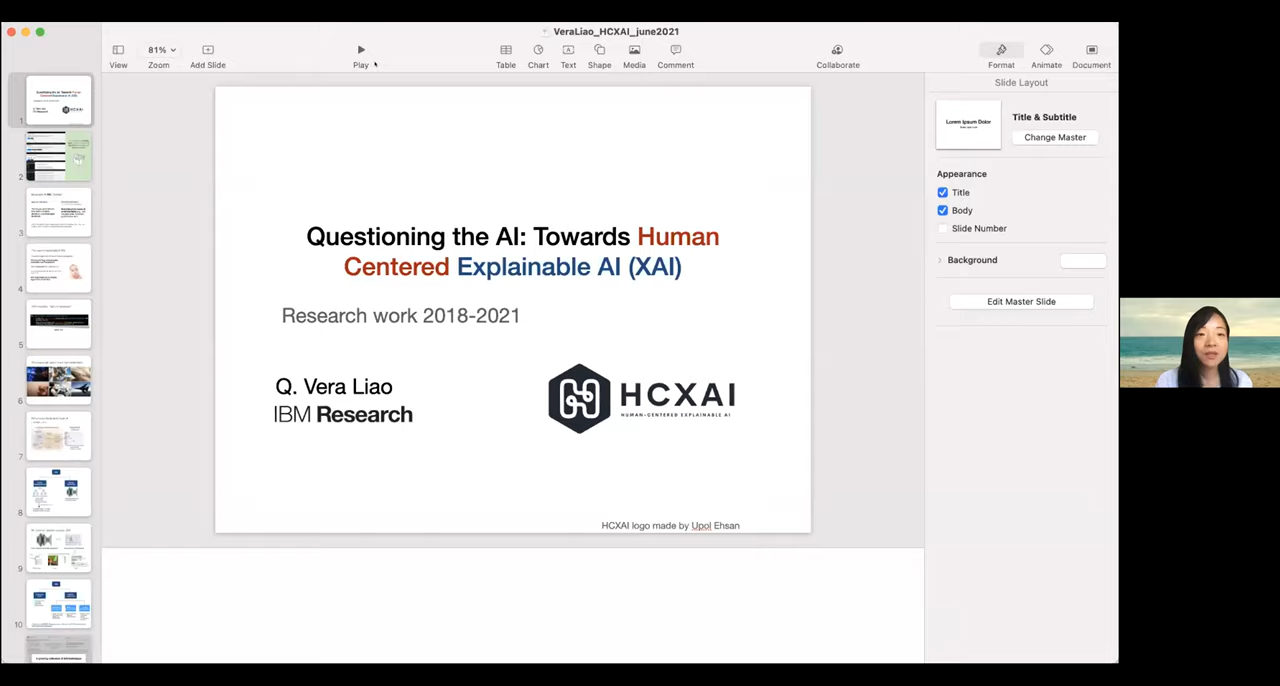 VeraLiao_HCXAI_june2021
81%
View
Zoom
Add Slide
Play
Table
Chart
Text
Shape
Media
Comment
Collaborate
Format
Animate
Document
Slide Layout
Lorem Ipsum Dolor
Title & Subtitle
Change Master
Appearance
Title
Body
Slide Number
Background
Edit Master Slide
1
2
3
4
5
6
7
8
9
10
Questioning the AI: Towards Human
Centered Explainable AI (XAI)
Research work 2018-2021
Q. Vera Liao
IBM Research
HCXAI
HUMAN-CENTERED EXPLAINABLE AI
HCXAI logo made by Upol Ehsan